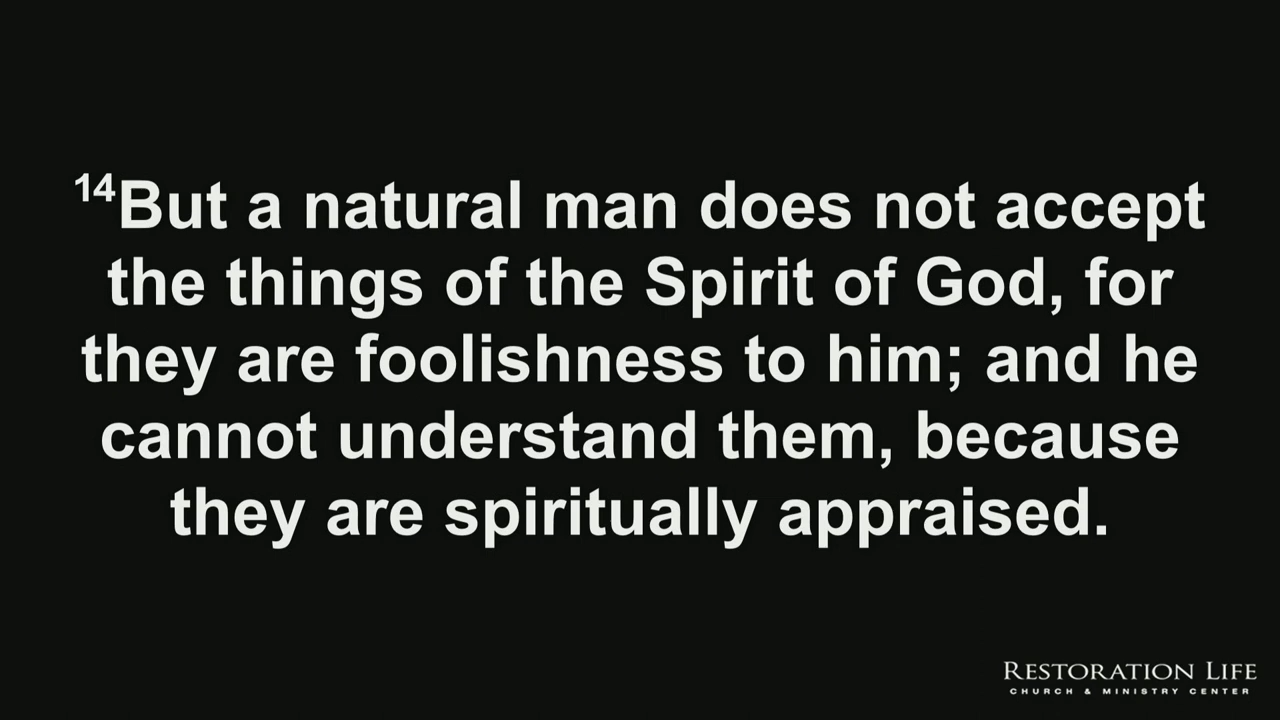 14But a natural man does not accept
the things of the Spirit of God, for
they are foolishness to him; and he
cannot understand them, because
they are spiritually appraised.
RESTORATION LIFE
CHURCH & MINISTRY CENTER